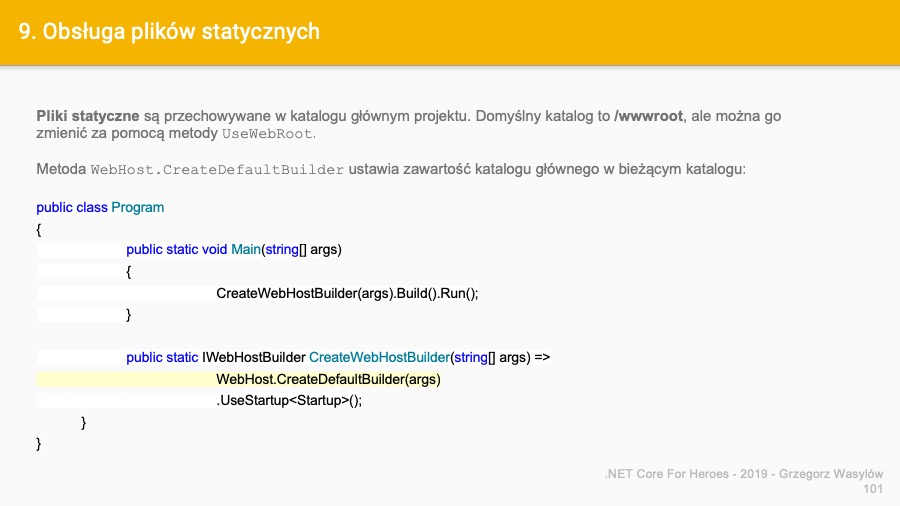 9. Obsługa plików statycznych
Pliki statyczne są przechowywane w katalogu głównym projektu. Domyślny katalog to /wwwroot, ale można go
zmienić za pomocą metody UseWebRoot.
Metoda WebHost.CreateDefaultBuilder ustawia zawartość katalogu głównego w bieżącym katalogu:
public class Program
{
public static void Main(string[] args)
{
CreateWebHostBuilder(args).Build().Run();
}
public static IWebHostBuilder CreateWebHostBuilder(string[] args) =>
WebHost.CreateDefaultBuilder(args)
.UseStartup<Startup>();
}
}
.NET Core For Heroes - 2019 - Grzegorz Wasylów
101